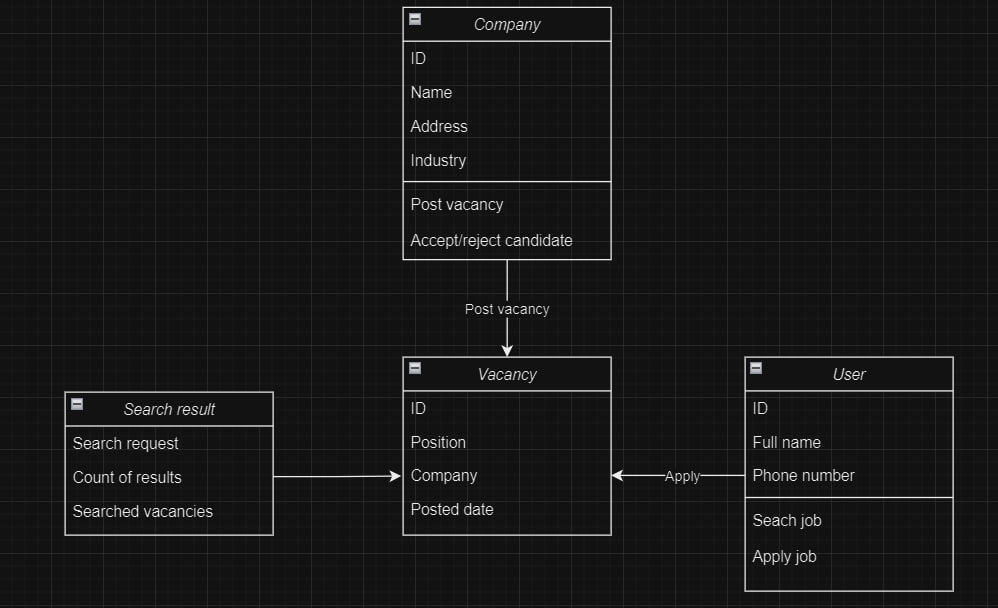 Company
ID
Name
Address
Industry
Post vacancy
Accept/reject candidate
Post vacancy
Search result
Search request
Count of results
Searched vacancies
Vacancy
ID
Position
Company
Posted date
Apply
User
ID
Full name
Phone number
Seach job
Apply job